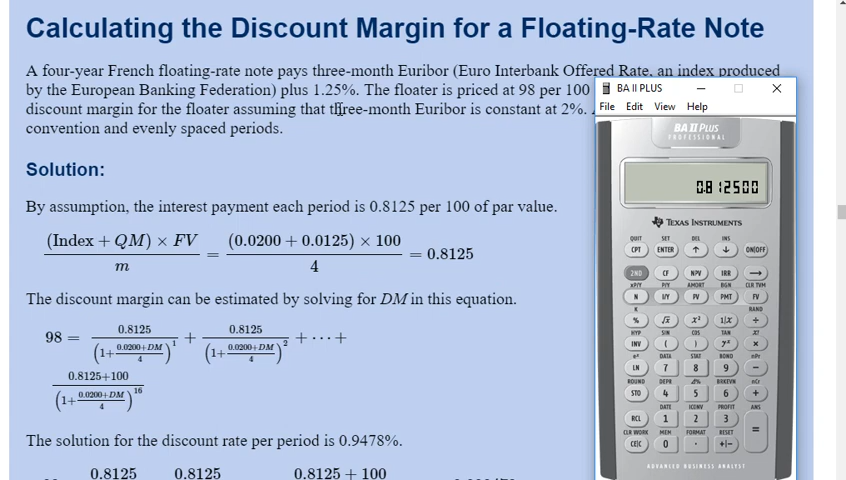 Calculating the Discount Margin for a Floating-Rate Note
A four-year French floating-rate note pays three-month Euribor (Euro Interbank Offered Rate, an index produced
by the European Banking Federation) plus 1.25%. The floater is priced at 98 per 100
discount margin for the floater assuming that three-month Euribor is constant at 2%.
convention and evenly spaced periods.
Solution:
By assumption, the interest payment each period is 0.8125 per 100 of par value.
(Index + QM) × FV / m = (0.0200 + 0.0125) × 100 / 4 = 0.8125
The discount margin can be estimated by solving for DM in this equation.
98 = 0.8125 / (1+ 0.0200+DM / 4)^1 + 0.8125 / (1+ 0.0200+DM / 4)^2 + ··· +
0.8125+100 / (1+ 0.0200+DM / 4)^16
The solution for the discount rate per period is 0.9478%.
0.8125 0.8125 0.8125 + 100
BA II PLUS
File Edit View Help
BA II PLUS
PROFESSIONAL
0.812500
TEXAS INSTRUMENTS
QUIT SET DEL INS
CPT ENTER ↑ ↓ ON/OFF
2ND CF NPV IRR →
xP/Y P/Y AMORT BGN CLR TVM
N I/Y PV PMT FV
K RAND
% √x x² 1/x ÷
HYP SIN COS TAN x!
INV ( ) yˣ ×
eˣ DATA STAT BOND nPr
LN 7 8 9 −
ROUND DEPR Δ% BRKEVN nCr
STO 4 5 6 +
DATE ICONV PROFIT ANS
RCL 1 2 3 =
CLR WORK MEM FORMAT RESET
CE|C 0 . +|−
ADVANCED BUSINESS ANALYST